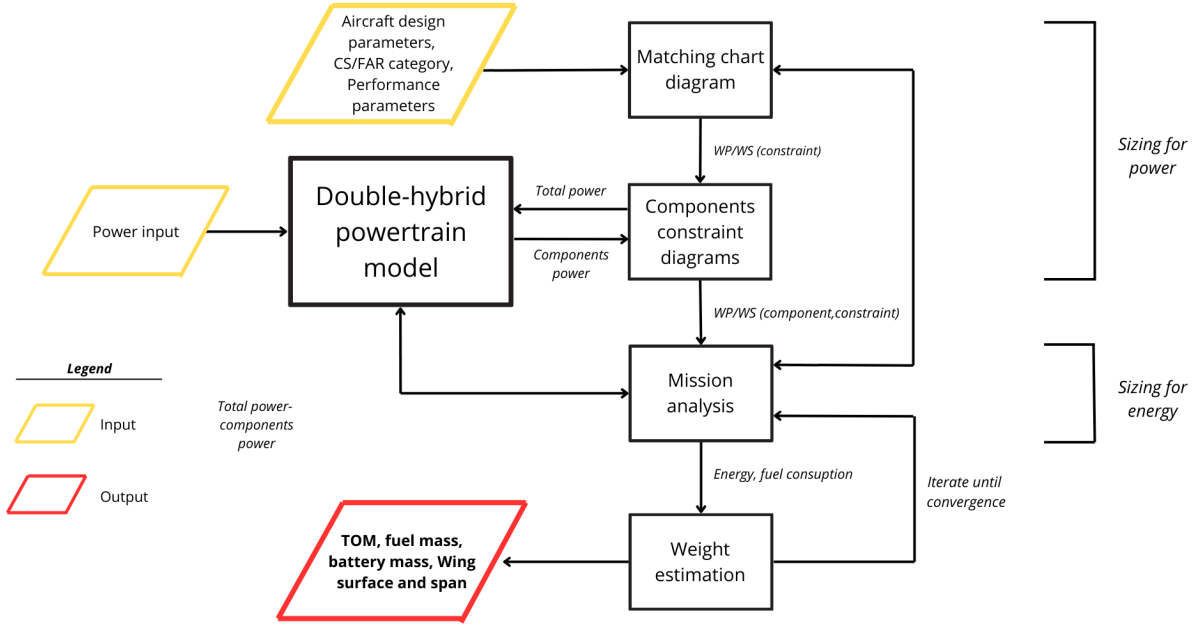 Aircraft design
parameters,
CS/FAR category,
Performance
parameters
Matching chart
diagram
Sizing for
power
WP/WS (constraint)
Power input
Double-hybrid
powertrain
model
Total power
Components
power
Components
constraint
diagrams
WP/WS (component,constraint)
Mission
analysis
Sizing for
energy
Legend
Input
Output
Total power-
components
power
Energy, fuel consuption
Iterate until
convergence
TOM, fuel mass,
battery mass, Wing
surface and span
Weight
estimation